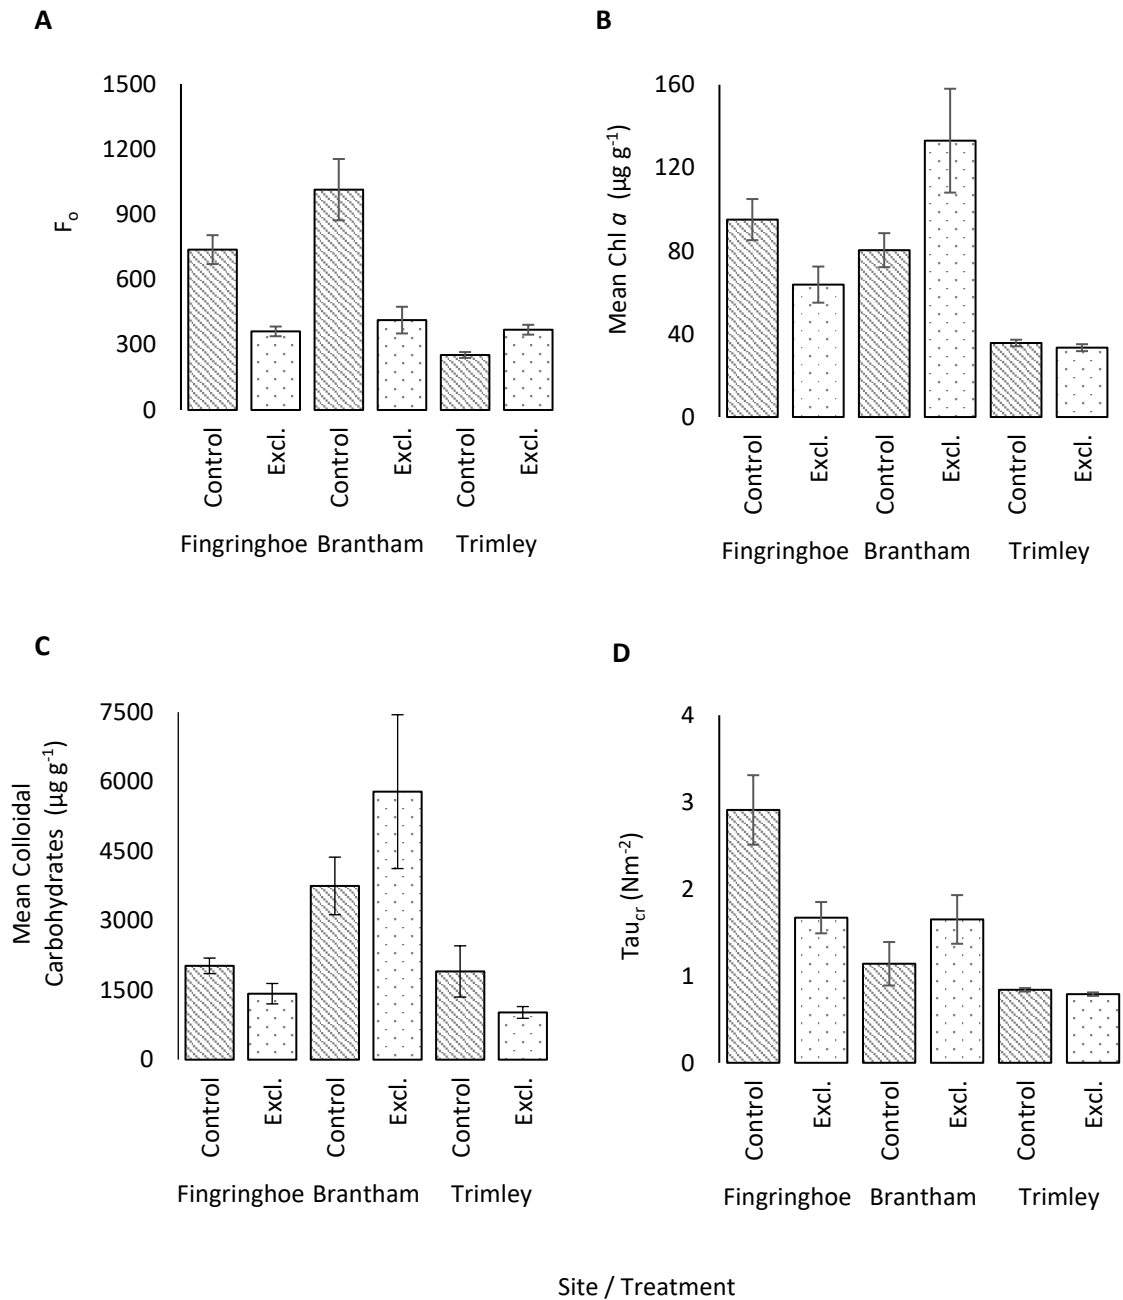 A
1500
1200
900
600
300
0
Fo
Control
Excl.
Control
Excl.
Control
Excl.
Fingringhoe Brantham Trimley
B
160
120
80
40
0
Mean Chl a (µg g-1)
Control
Excl.
Control
Excl.
Control
Excl.
Fingringhoe Brantham Trimley
C
7500
6000
4500
3000
1500
0
Mean Colloidal
Carbohydrates (µg g-1)
Control
Excl.
Control
Excl.
Control
Excl.
Fingringhoe Brantham Trimley
D
4
3
2
1
0
Taucr (Nm-2)
Control
Excl.
Control
Excl.
Control
Excl.
Fingringhoe Brantham Trimley
Site / Treatment